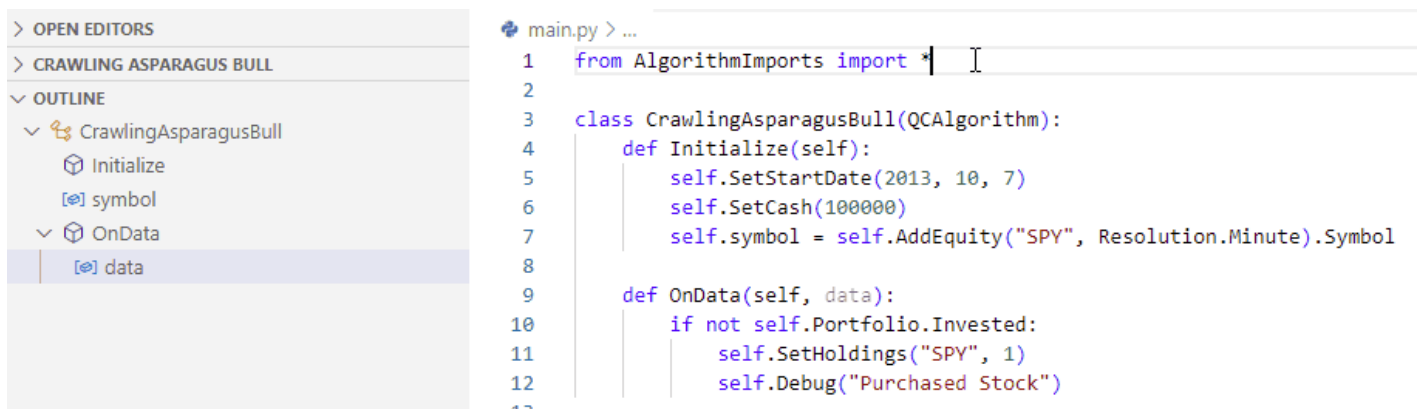 OPEN EDITORS
CRAWLING ASPARAGUS BULL
OUTLINE
CrawlingAsparagusBull
Initialize
symbol
OnData
data
main.py > ...
1 from AlgorithmImports import *
2
3 class CrawlingAsparagusBull(QCAlgorithm):
4 def Initialize(self):
5 self.SetStartDate(2013, 10, 7)
6 self.SetCash(100000)
7 self.symbol = self.AddEquity("SPY", Resolution.Minute).Symbol
8
9 def OnData(self, data):
10 if not self.Portfolio.Invested:
11 self.SetHoldings("SPY", 1)
12 self.Debug("Purchased Stock")